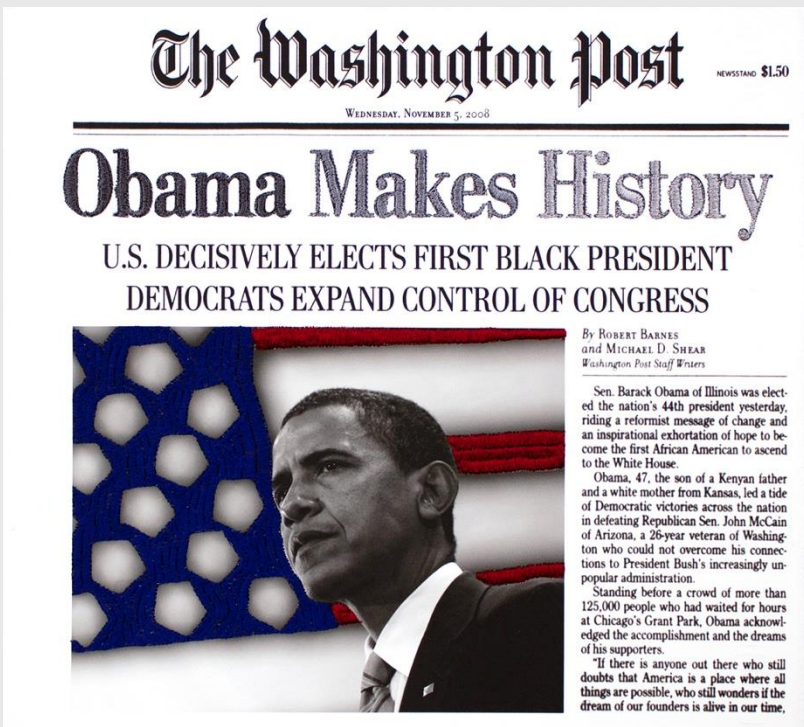 The Washington Post
NEWSSTAND $1.50
WEDNESDAY, NOVEMBER 5, 2008
Obama Makes History
U.S. DECISIVELY ELECTS FIRST BLACK PRESIDENT
DEMOCRATS EXPAND CONTROL OF CONGRESS
By ROBERT BARNES
and MICHAEL D. SHEAR
Washington Post Staff Writers
Sen. Barack Obama of Illinois was elect-
ed the nation's 44th president yesterday,
riding a reformist message of change and
an inspirational exhortation of hope to be-
come the first African American to ascend
to the White House.
Obama, 47, the son of a Kenyan father
and a white mother from Kansas, led a tide
of Democratic victories across the nation
in defeating Republican Sen. John McCain
of Arizona, a 26-year veteran of Washing-
ton who could not overcome his connec-
tions to President Bush's increasingly un-
popular administration.
Standing before a crowd of more than
125,000 people who had waited for hours
at Chicago's Grant Park, Obama acknowl-
edged the accomplishment and the dreams
of his supporters.
"If there is anyone out there who still
doubts that America is a place where all
things are possible, who still wonders if the
dream of our founders is alive in our time,